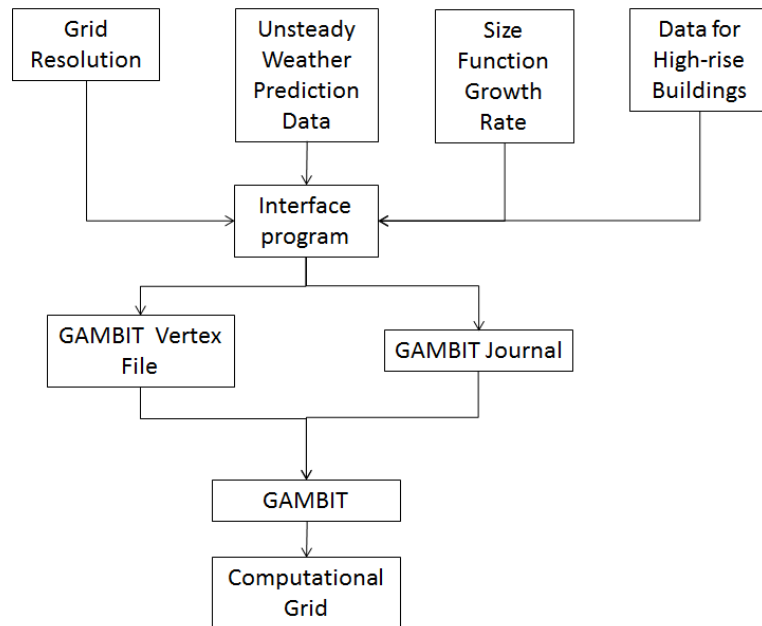 Grid
Resolution
Unsteady
Weather
Prediction
Data
Size
Function
Growth
Rate
Data for
High-rise
Buildings
Interface
program
GAMBIT Vertex
File
GAMBIT Journal
GAMBIT
Computational
Grid